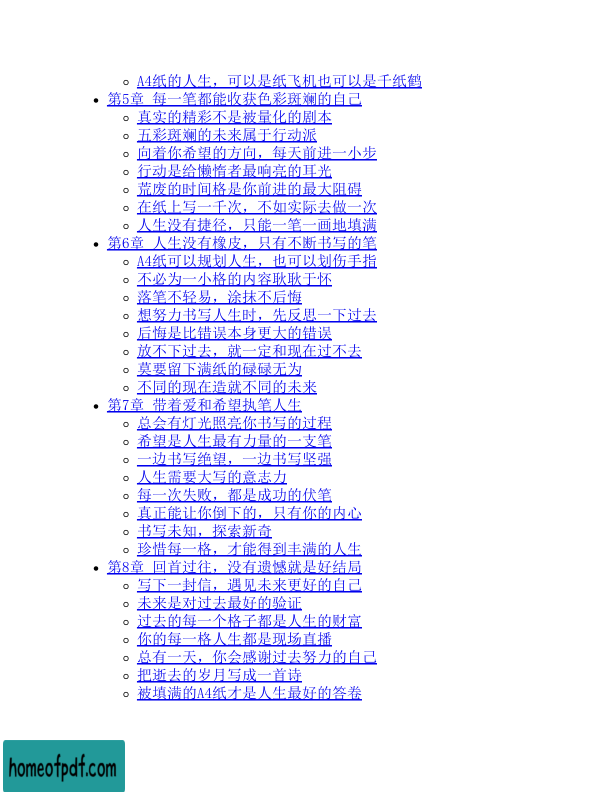 A4纸的人生，可以是纸飞机也可以是千纸鹤
第5章 每一笔都能收获色彩斑斓的自己
真实的精彩不是被量化的剧本
五彩斑斓的未来属于行动派
向着你希望的方向，每天前进一小步
行动是给懒惰者最响亮的耳光
荒废的时间格是你前进的最大阻碍
在纸上写一千次，不如实际去做一次
人生没有捷径，只能一笔一画地填满
第6章 人生没有橡皮，只有不断书写的笔
A4纸可以规划人生，也可以划伤手指
不必为一小格的内容耿耿于怀
落笔不轻易，涂抹不后悔
想努力书写人生时，先反思一下过去
后悔是比错误本身更大的错误
放不下过去，就一定和现在过不去
莫要留下满纸的碌碌无为
不同的现在造就不同的未来
第7章 带着爱和希望执笔人生
总会有灯光照亮你书写的过程
希望是人生最有力量的一支笔
一边书写绝望，一边书写坚强
人生需要大写的意志力
每一次失败，都是成功的伏笔
真正能让你倒下的，只有你的内心
书写未知，探索新奇
珍惜每一格，才能得到丰满的人生
第8章 回首过往，没有遗憾就是好结局
写下一封信，遇见未来更好的自己
未来是对过去最好的验证
过去的每一个格子都是人生的财富
你的每一格人生都是现场直播
总有一天，你会感谢过去努力的自己
把逝去的岁月写成一首诗
被填满的A4纸才是人生最好的答卷
homeofpdf.com